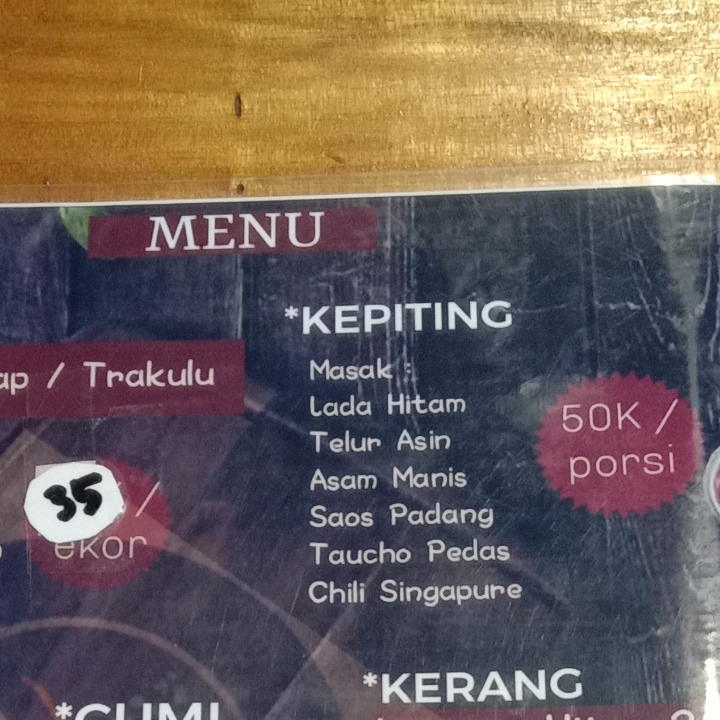 MENU
*KEPITING
Masak :
Lada Hitam
Telur Asin
Asam Manis
Saos Padang
Taucho Pedas
Chili Singapure
50K /
porsi
/ Trakulu
35 /
ekor
*KERANG
*CUMI